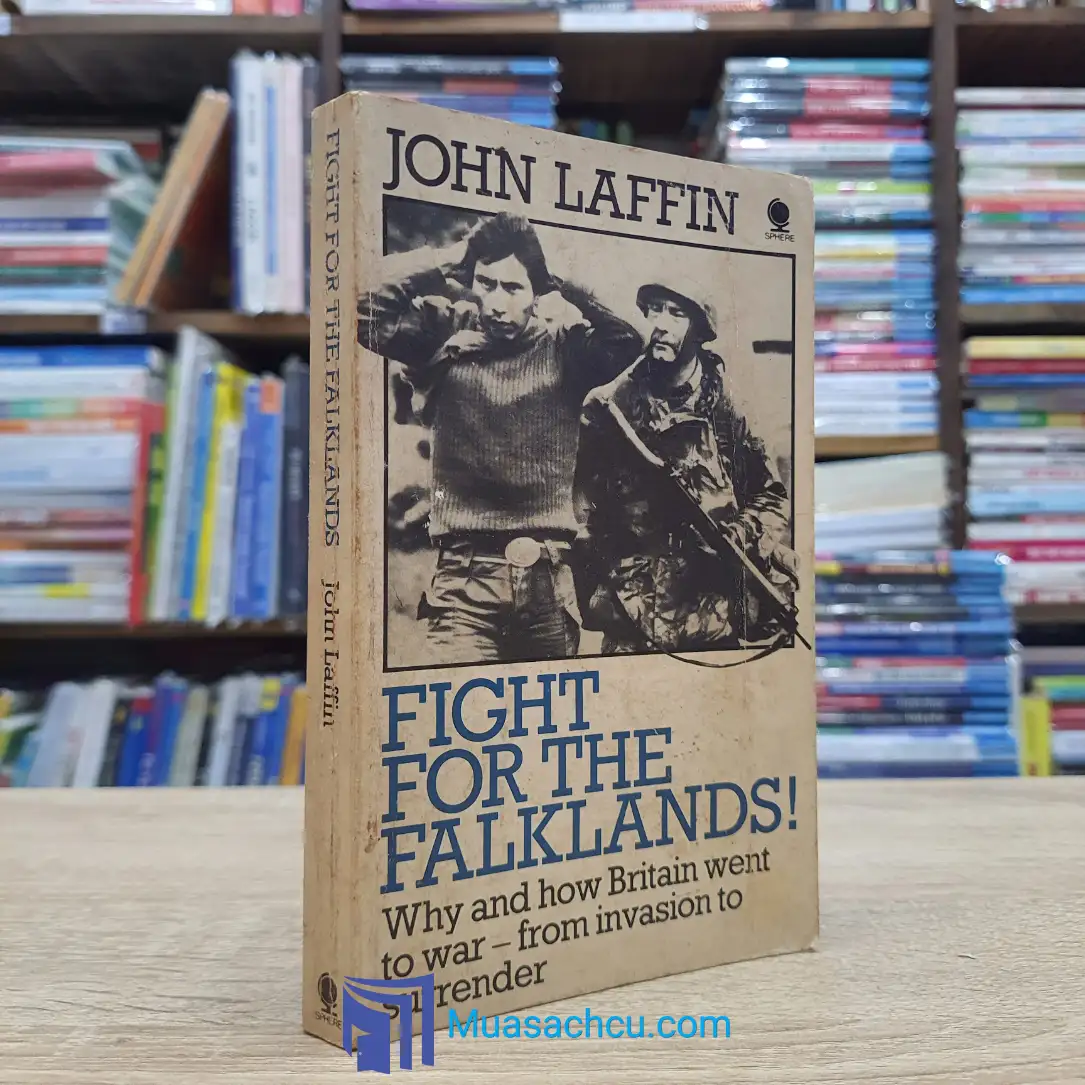 JOHN LAFFIN
SPHERE
FIGHT
FOR THE
FALKLANDS!
Why and how Britain went
to war – from invasion to
surrender
FIGHT FOR THE FALKLANDS John Laffin
SPHERE
Muasachcu.com